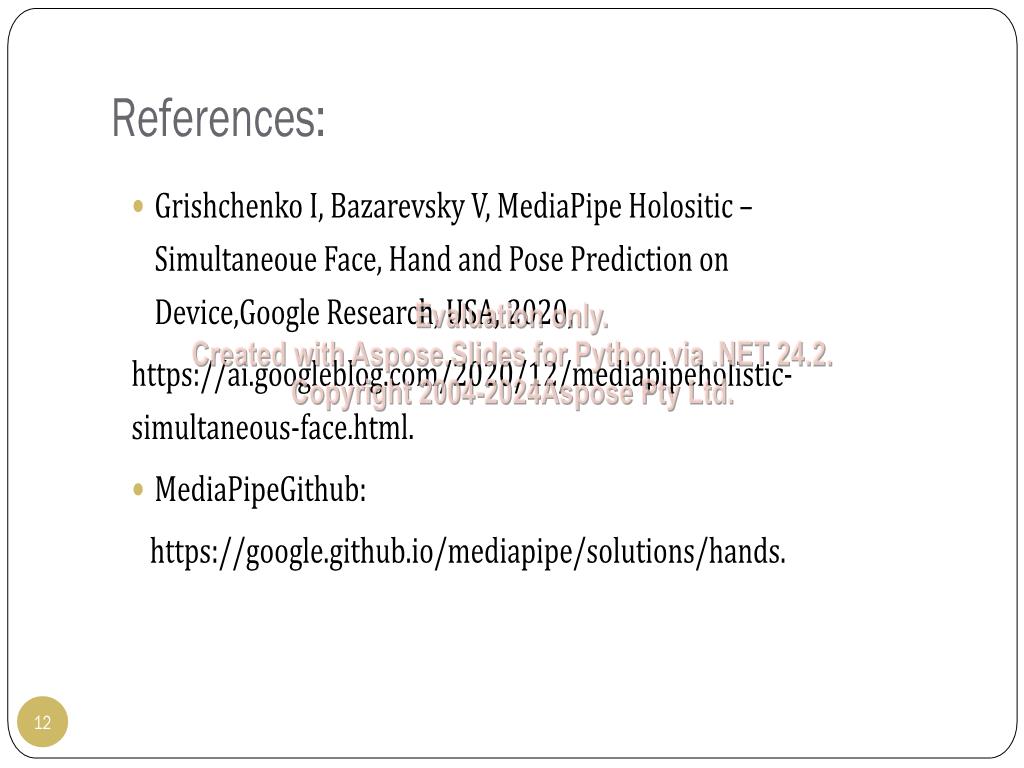 References:
• Grishchenko I, Bazarevsky V, MediaPipe Holositic –
Simultaneoue Face, Hand and Pose Prediction on
Device,Google Research, USA, 2020,
Evaluation only.
Created with Aspose.Slides for Python via .NET 24.2.
https://ai.googleblog.com/2020/12/mediapipeholistic-
Copyright 2004-2024Aspose Pty Ltd.
simultaneous-face.html.
• MediaPipeGithub:
https://google.github.io/mediapipe/solutions/hands.
12